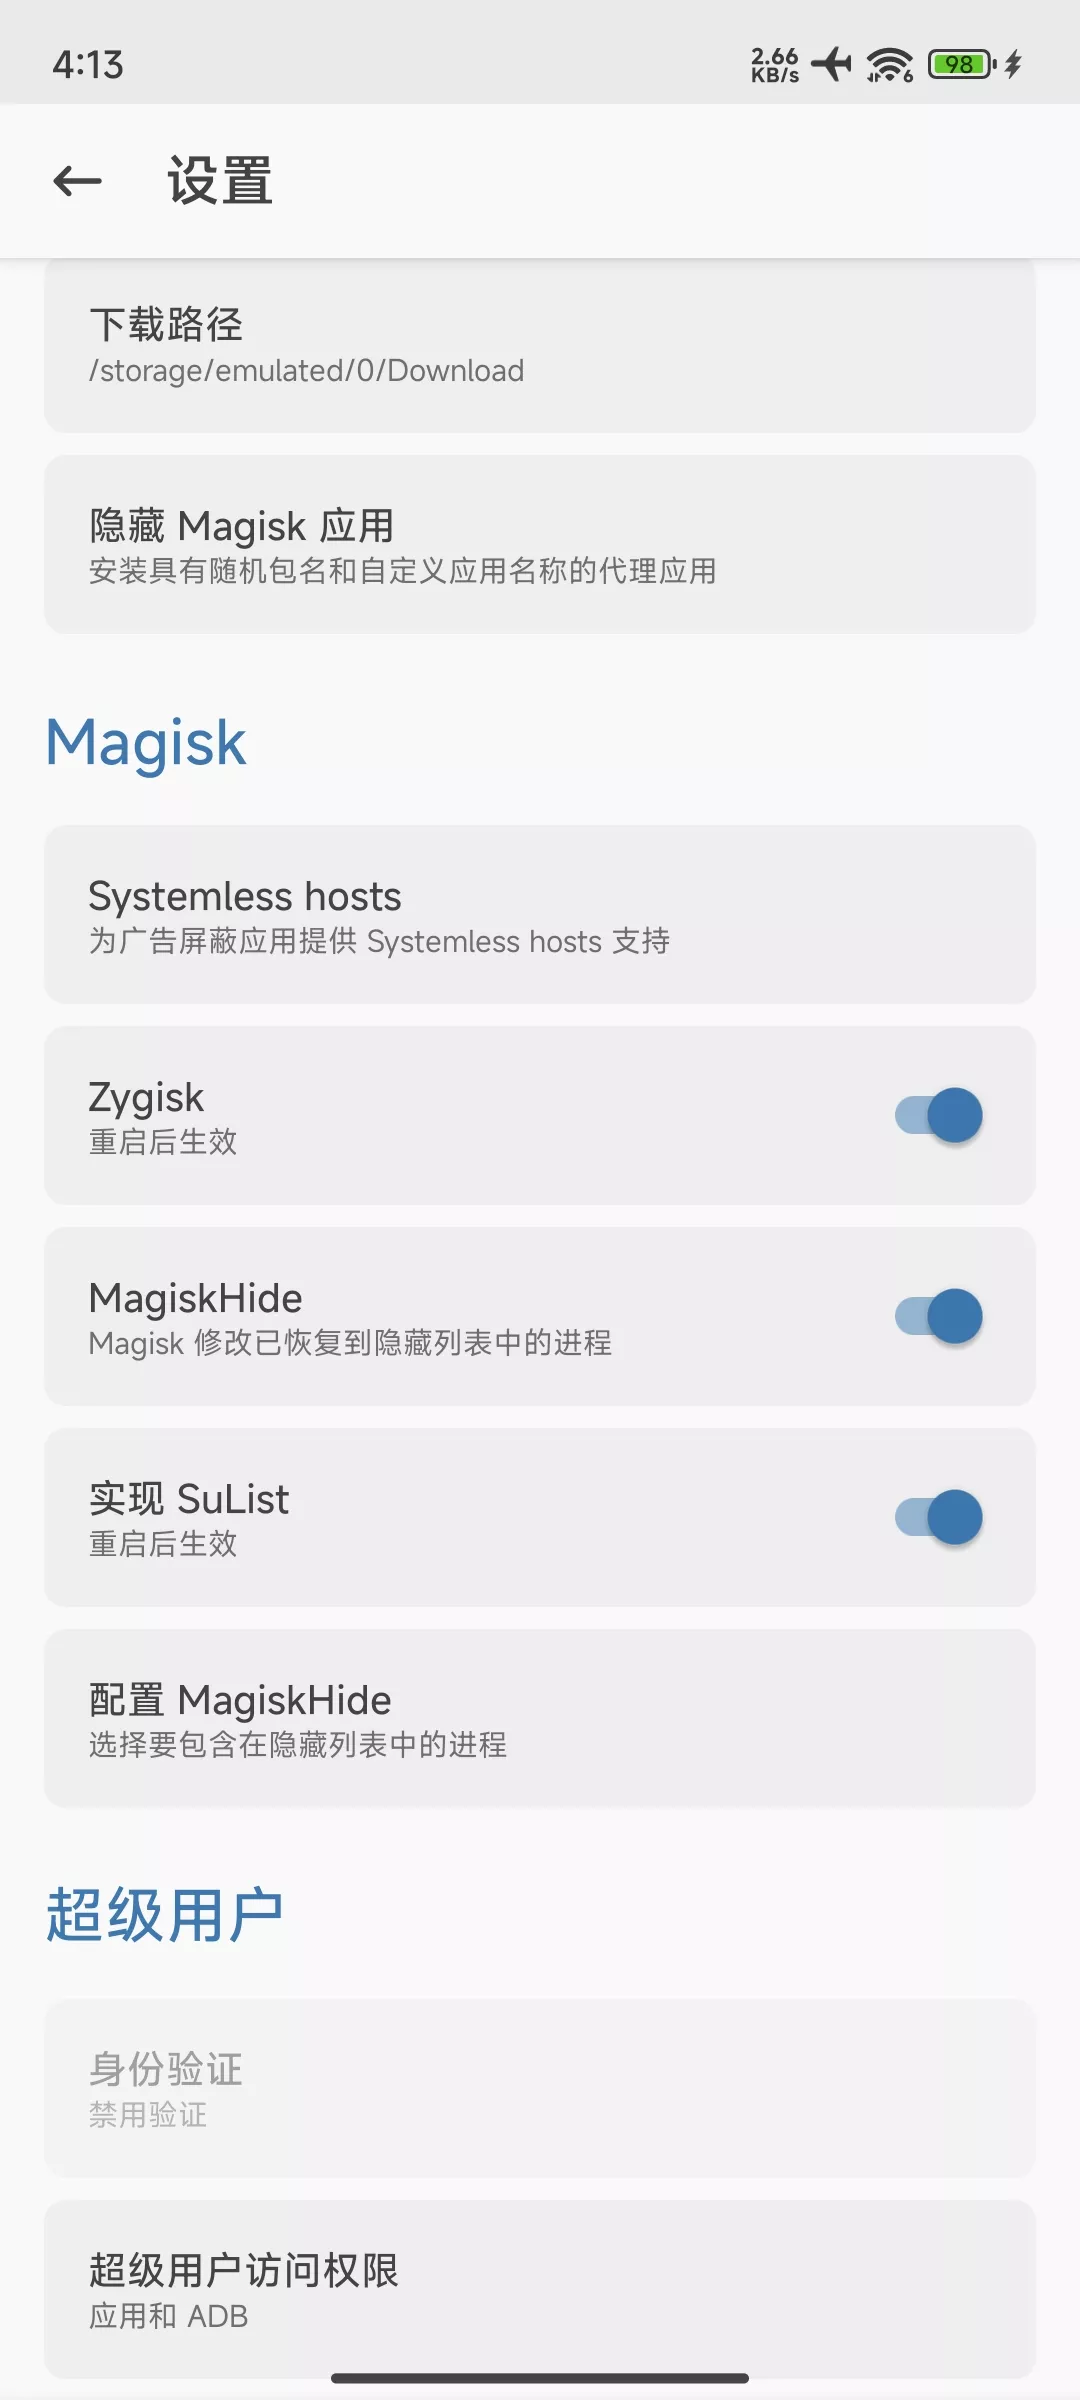 4:13
2.66
KB/s
6
98
设置
下载路径
/storage/emulated/0/Download
隐藏 Magisk 应用
安装具有随机包名和自定义应用名称的代理应用
Magisk
Systemless hosts
为广告屏蔽应用提供 Systemless hosts 支持
Zygisk
重启后生效
MagiskHide
Magisk 修改已恢复到隐藏列表中的进程
实现 SuList
重启后生效
配置 MagiskHide
选择要包含在隐藏列表中的进程
超级用户
身份验证
禁用验证
超级用户访问权限
应用和 ADB